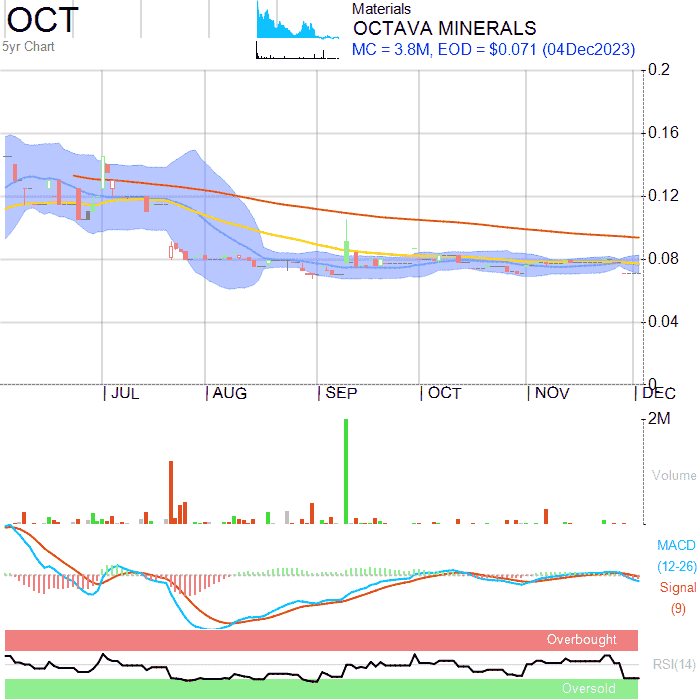 OCT
5yr Chart
Materials
OCTAVA MINERALS
MC = 3.8M, EOD = $0.071 (04Dec2023)
0.2
0.16
0.12
0.08
0.04
0
JUL
AUG
SEP
OCT
NOV
DEC
2M
Volume
MACD
(12-26)
Signal
(9)
Overbought
RSI(14)
Oversold